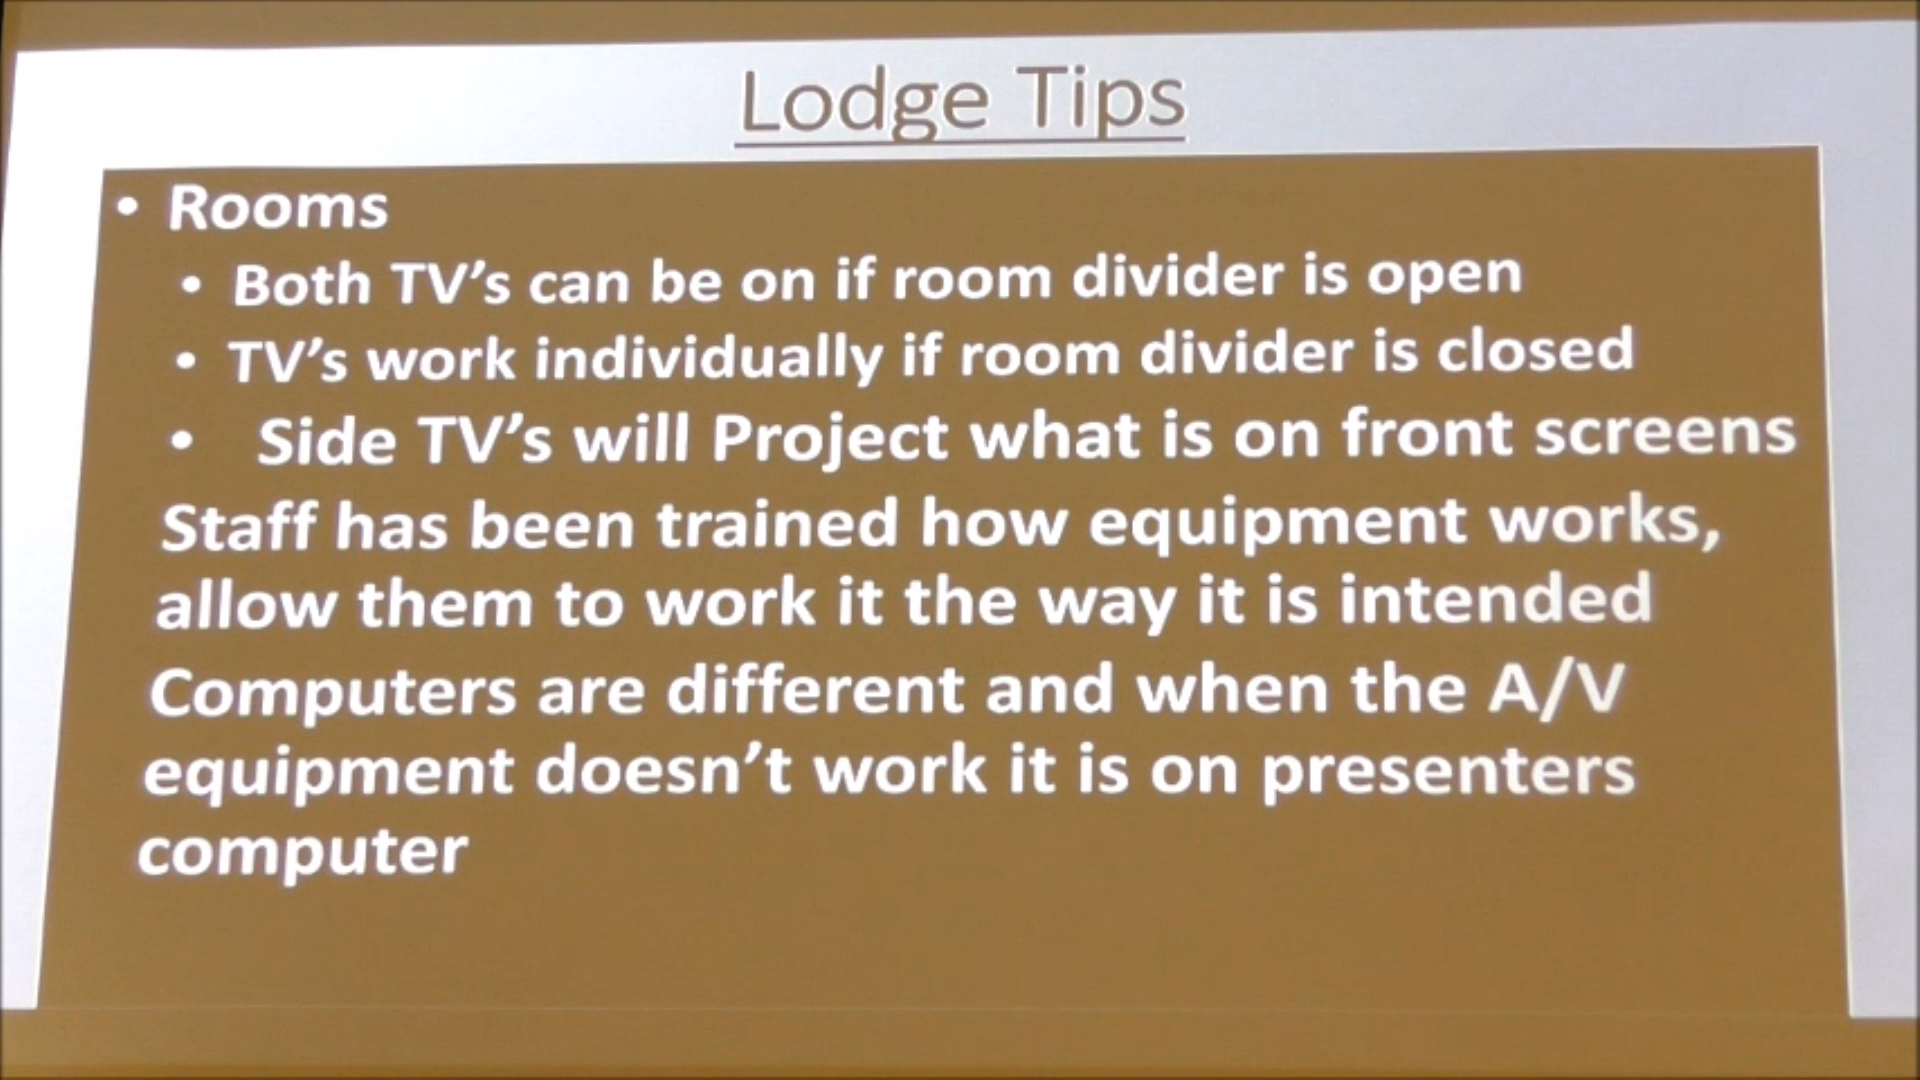 Lodge Tips
• Rooms
• Both TV’s can be on if room divider is open
• TV’s work individually if room divider is closed
• Side TV’s will Project what is on front screens
Staff has been trained how equipment works,
allow them to work it the way it is intended
Computers are different and when the A/V
equipment doesn’t work it is on presenters
computer